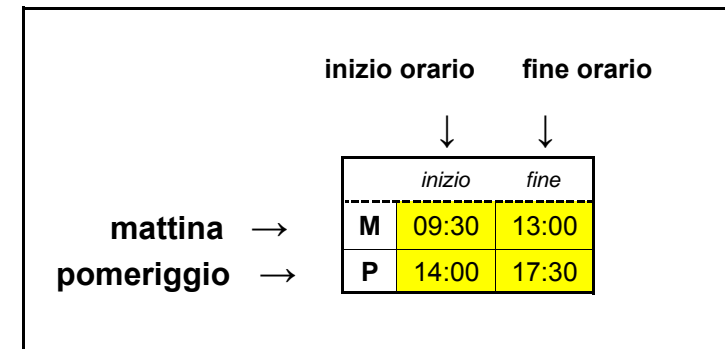 inizio orario fine orario
↓ ↓
inizio fine
mattina → M 09:30 13:00
pomeriggio → P 14:00 17:30